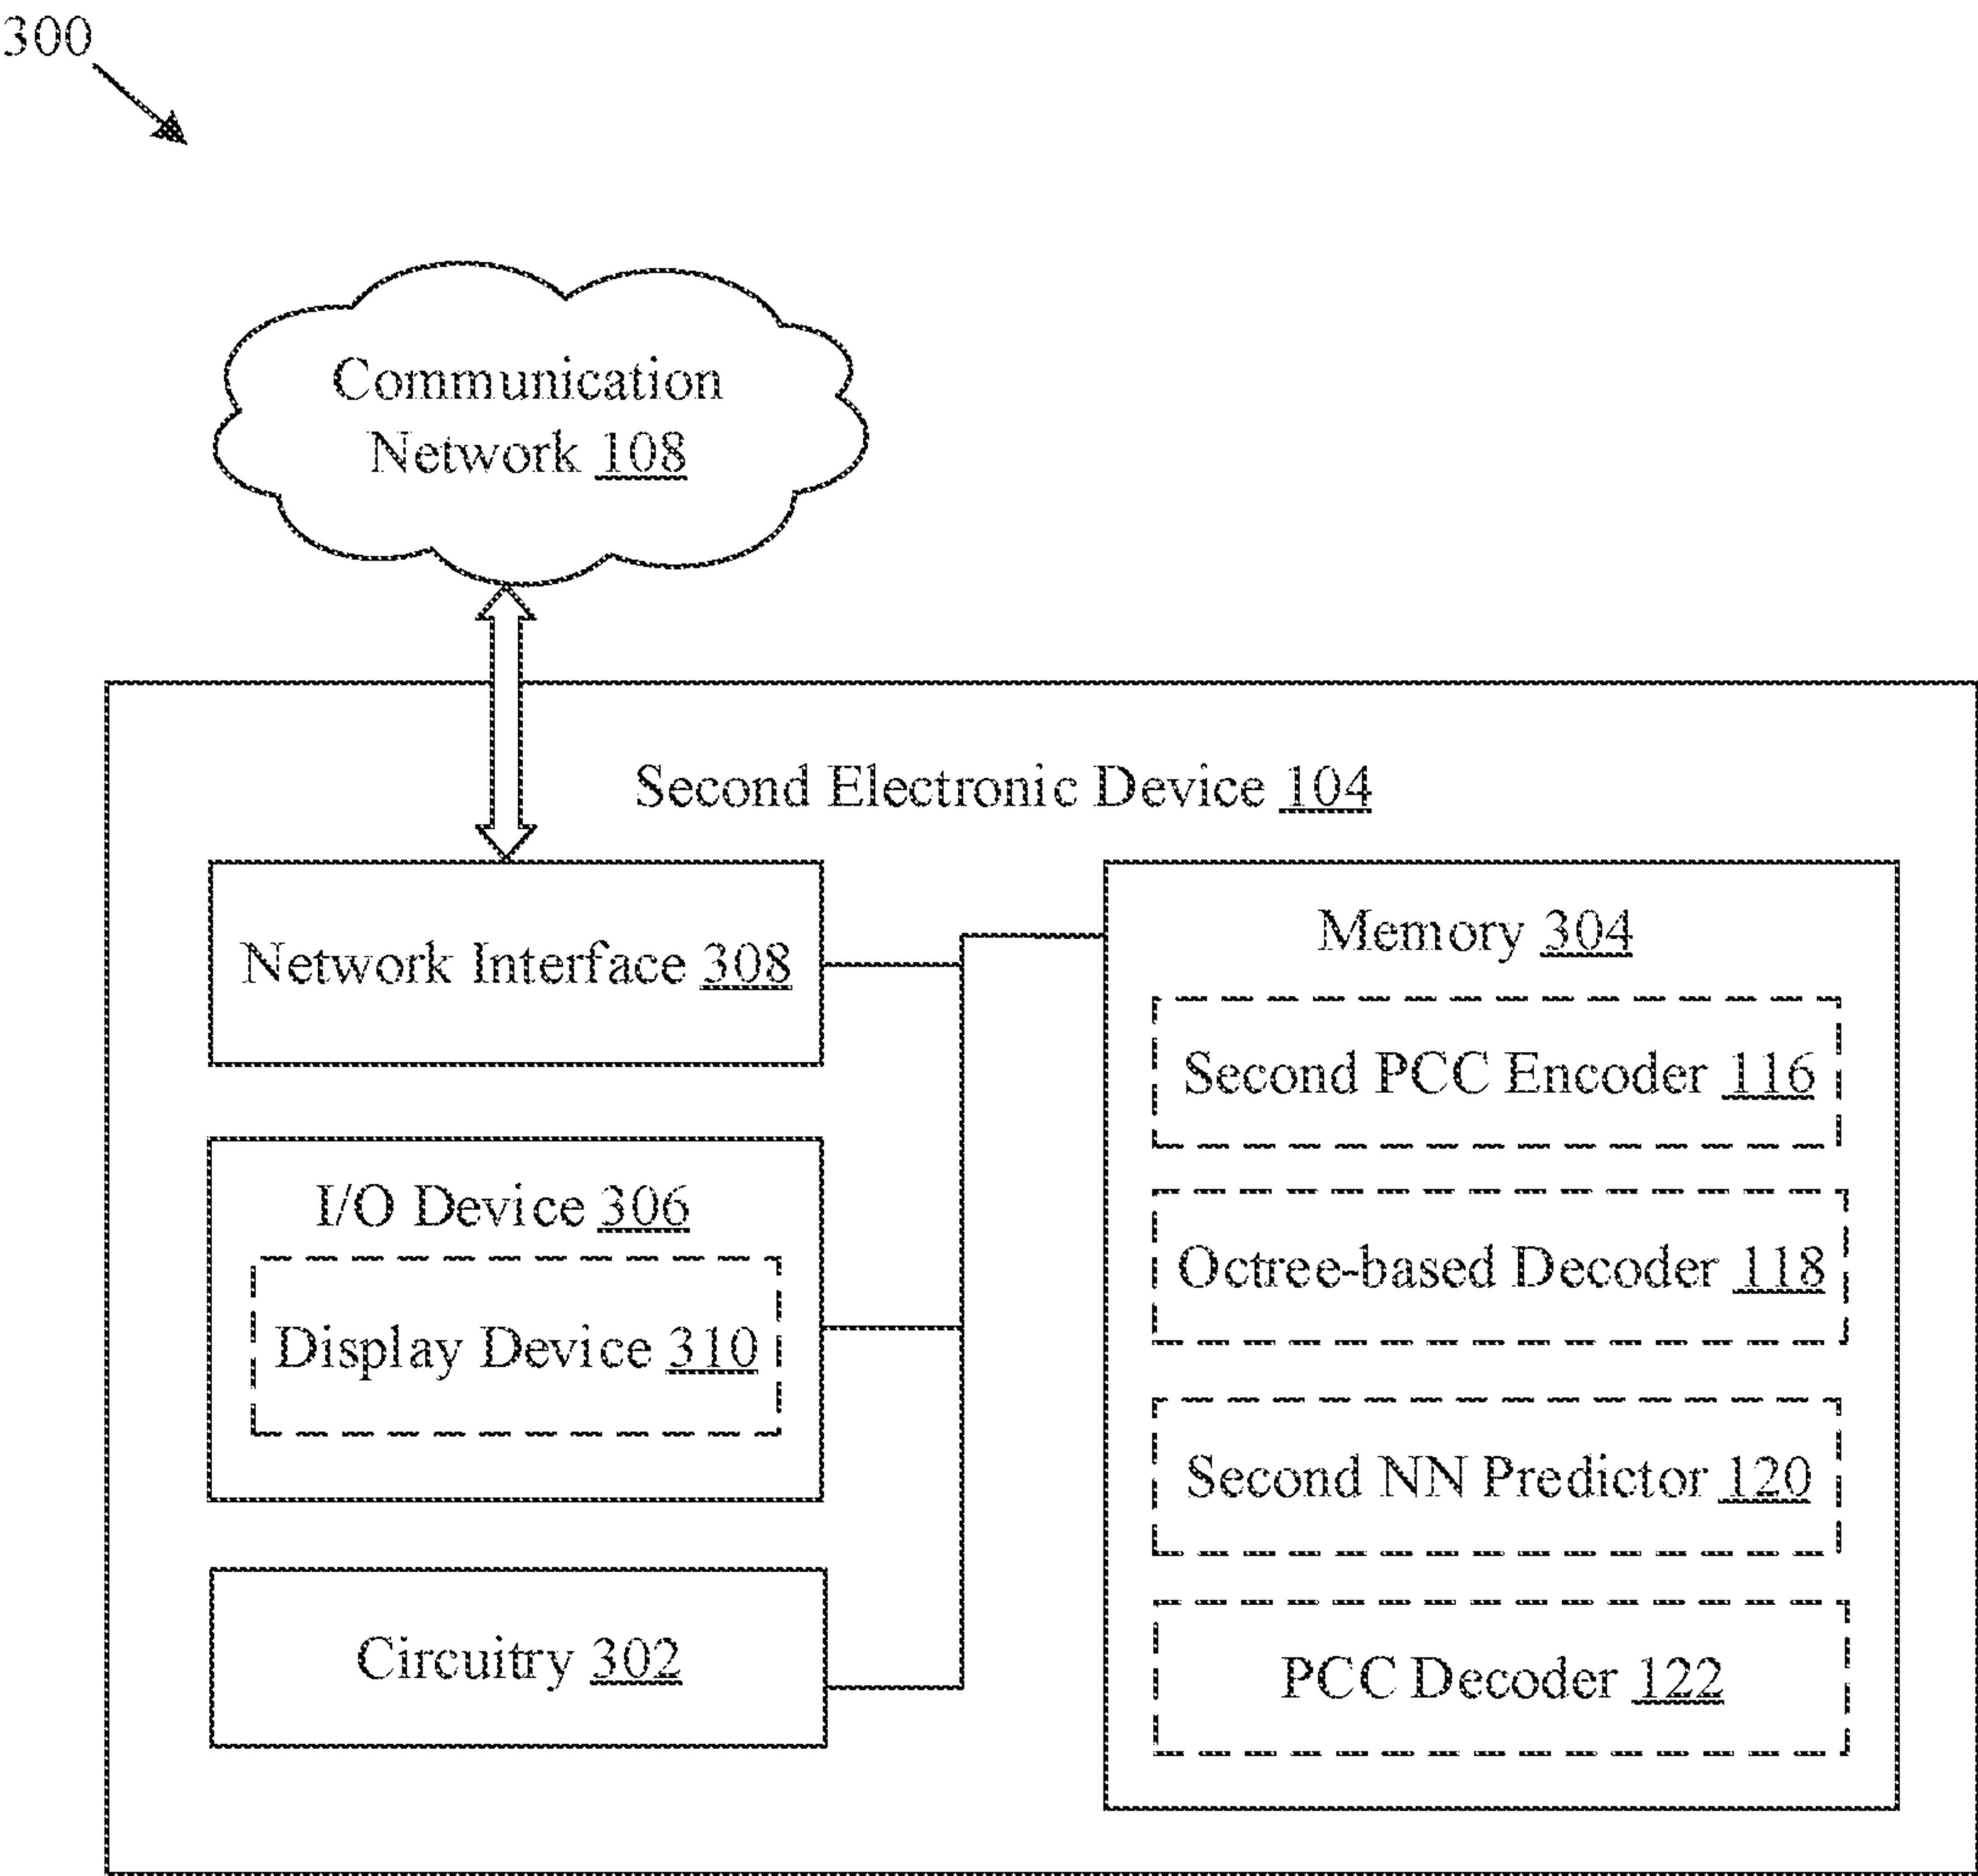 300
Communication
Network 108
Second Electronic Device 104
Network Interface 308
I/O Device 306
Display Device 310
Circuitry 302
Memory 304
Second PCC Encoder 116
Octree-based Decoder 118
Second NN Predictor 120
PCC Decoder 122